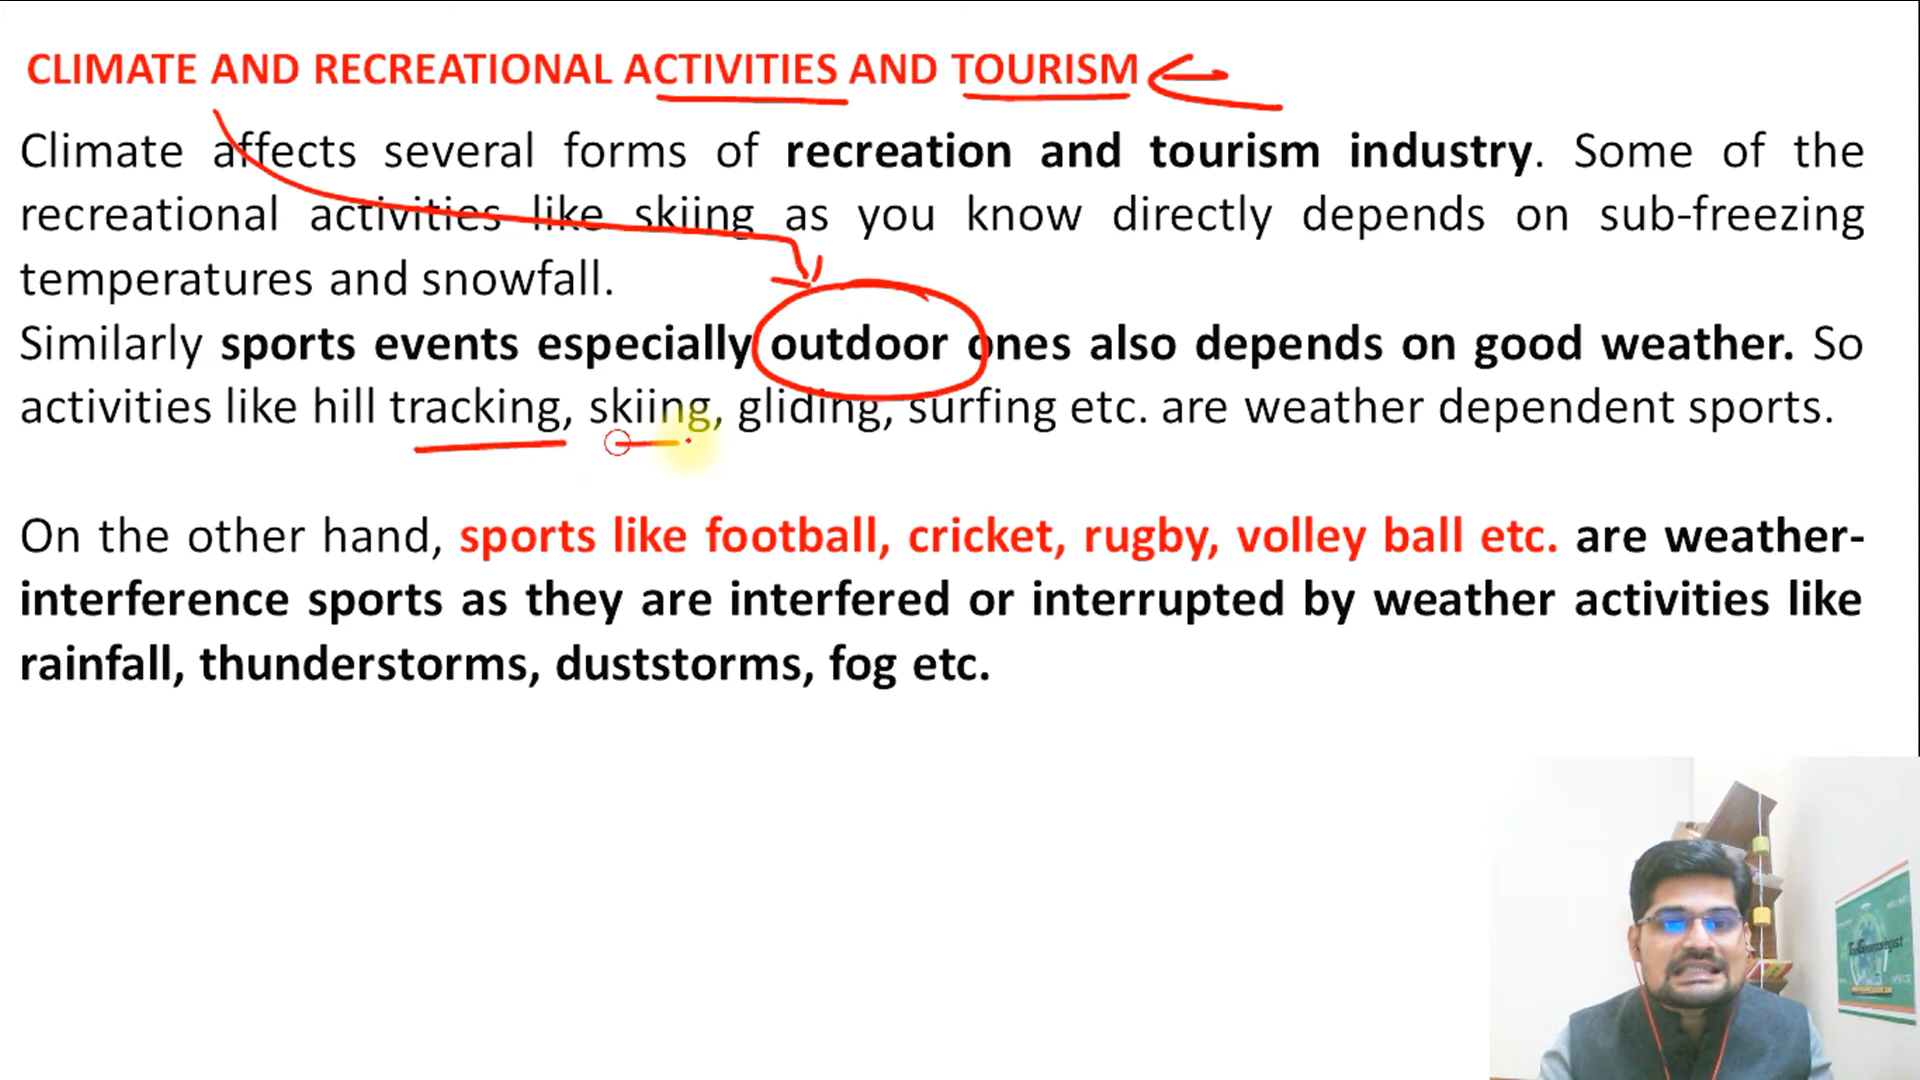 CLIMATE AND RECREATIONAL ACTIVITIES AND TOURISM
Climate affects several forms of recreation and tourism industry. Some of the
recreational activities like skiing as you know directly depends on sub-freezing
temperatures and snowfall.
Similarly sports events especially outdoor ones also depends on good weather. So
activities like hill tracking, skiing, gliding, surfing etc. are weather dependent sports.
On the other hand, sports like football, cricket, rugby, volley ball etc. are weather-
interference sports as they are interfered or interrupted by weather activities like
rainfall, thunderstorms, duststorms, fog etc.